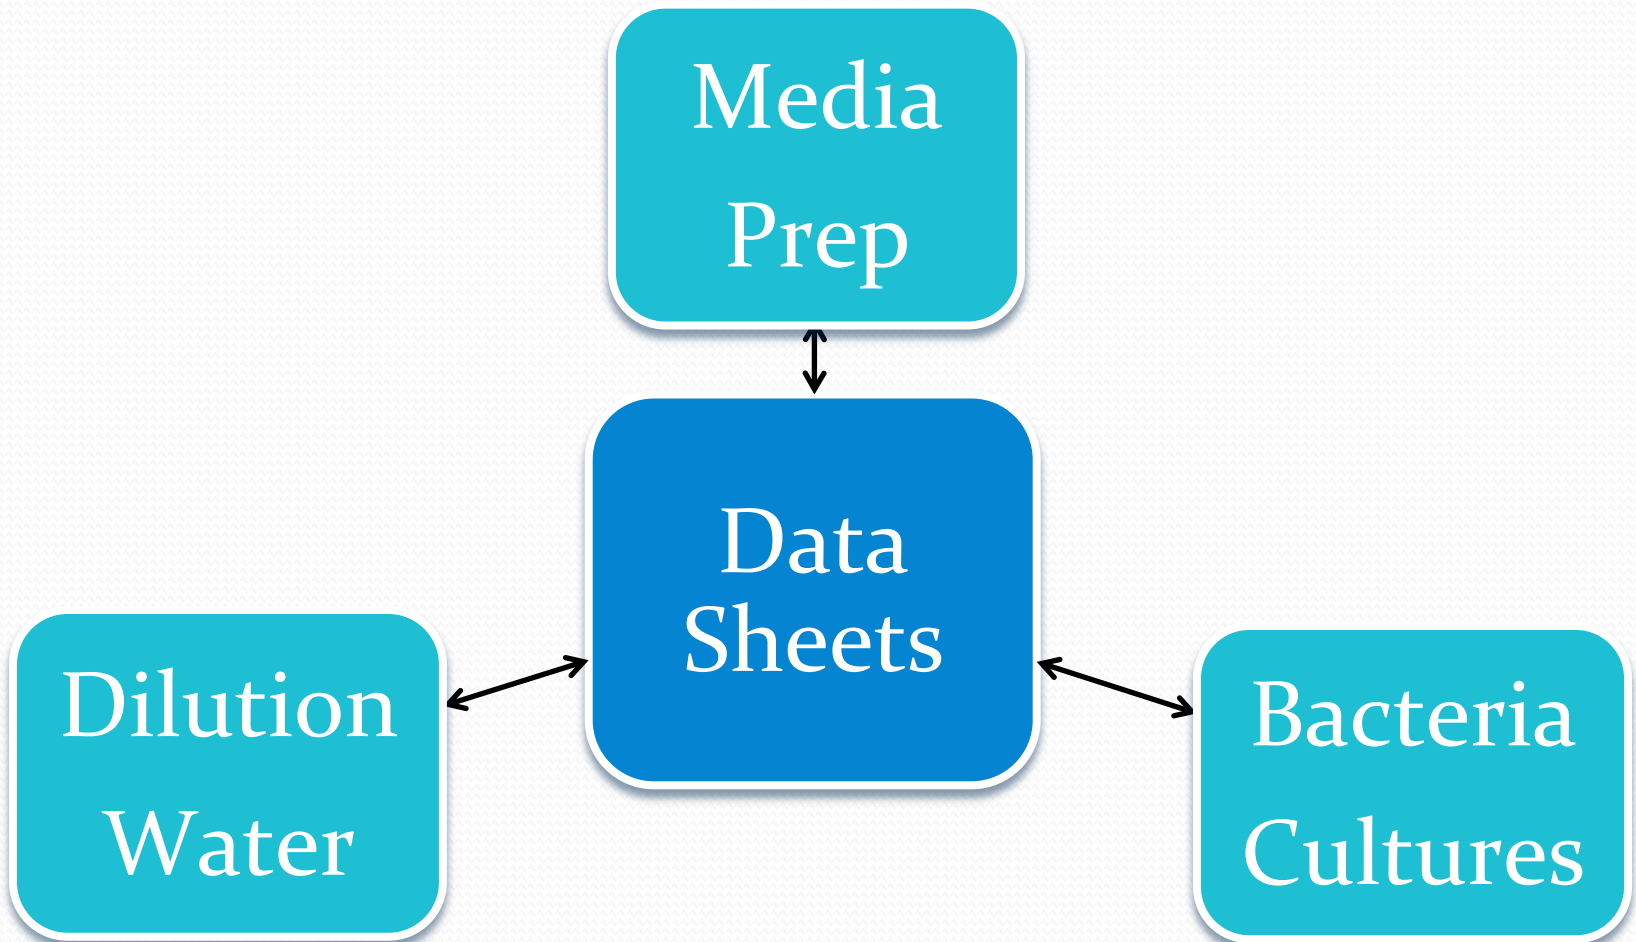 Media
Prep
Data
Sheets
Dilution
Water
Bacteria
Cultures